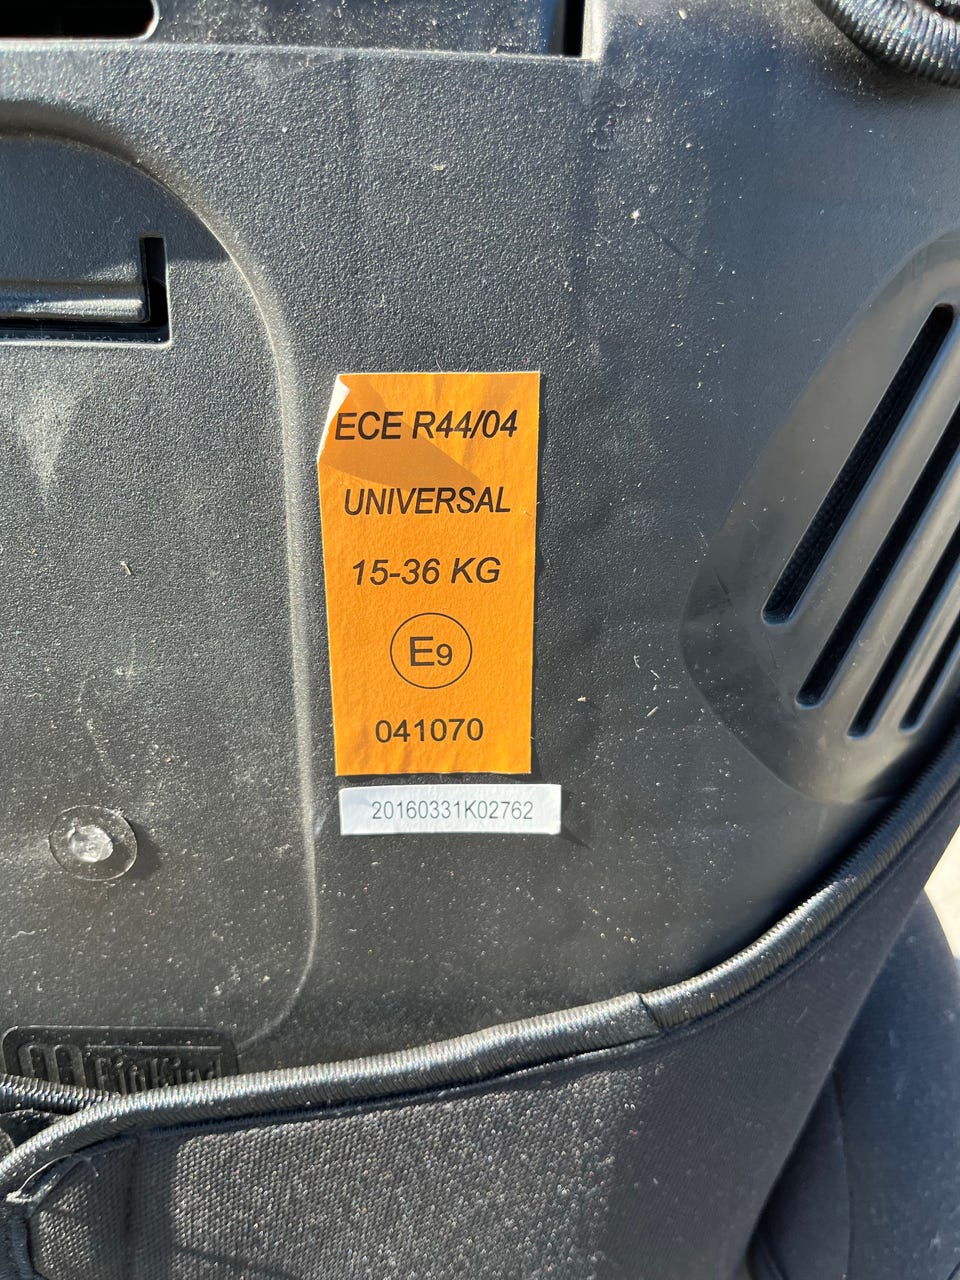 ECE R44/04
UNIVERSAL
15-36 KG
E9
041070
20160331K02762